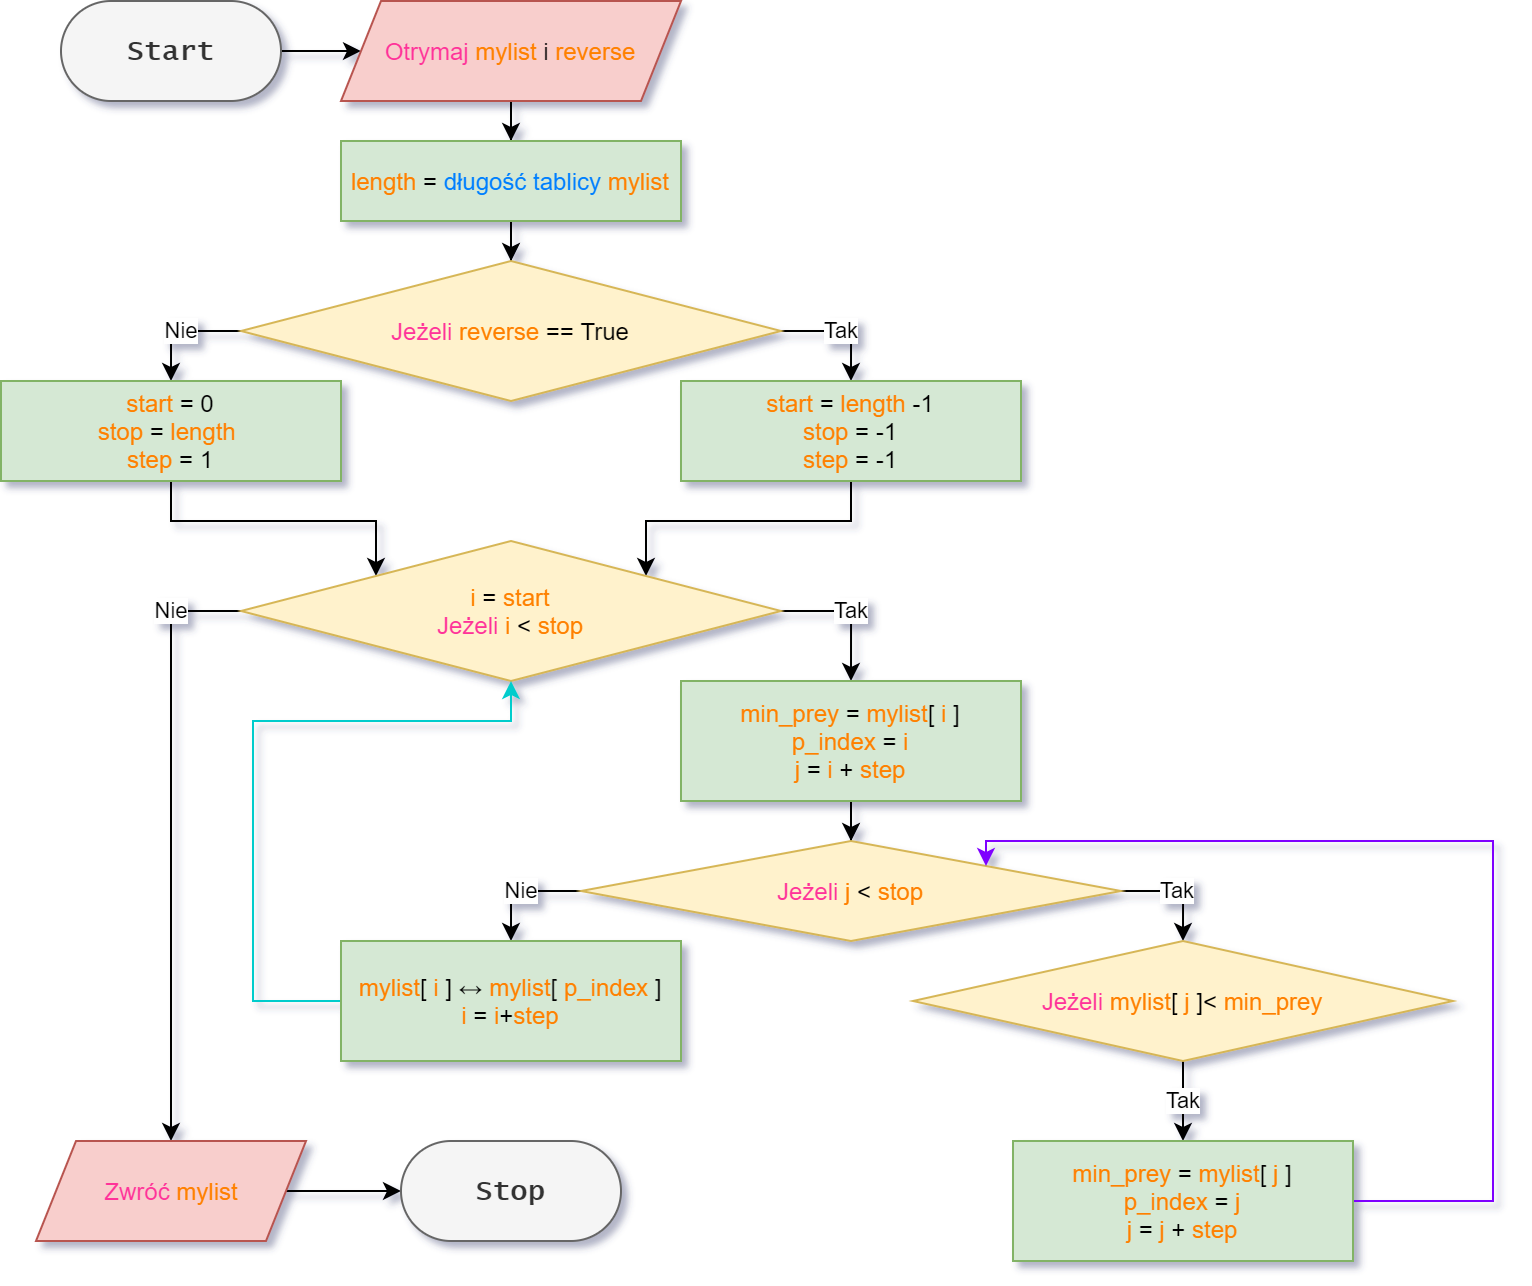 Start
Otrymaj mylist i reverse
length = długość tablicy mylist
Jeżeli reverse == True
Nie
Tak
start = 0
stop = length
step = 1
start = length -1
stop = -1
step = -1
i = start
Jeżeli i < stop
Nie
Tak
min_prey = mylist[ i ]
p_index = i
j = i + step
Jeżeli j < stop
Nie
Tak
mylist[ i ] ↔ mylist[ p_index ]
i = i+step
Jeżeli mylist[ j ]< min_prey
Tak
min_prey = mylist[ j ]
p_index = j
j = j + step
Zwróć mylist
Stop